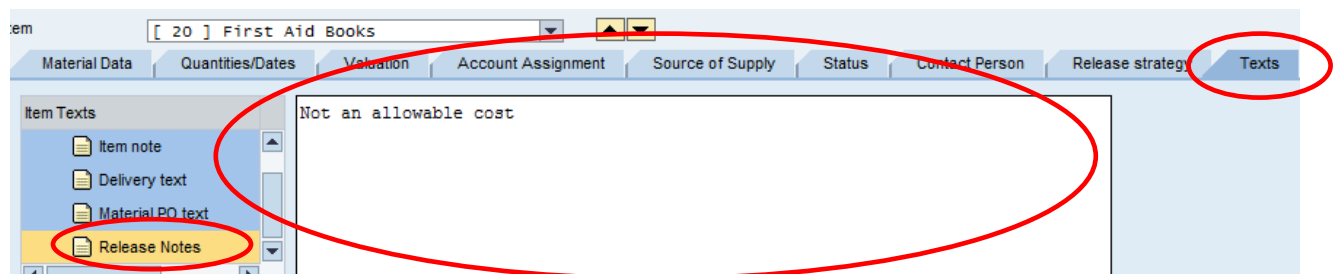 em [ 20 ] First Aid Books
Material Data Quantities/Dates Valuation Account Assignment Source of Supply Status Contact Person Release strategy Texts
Item Texts
Not an allowable cost
Item note
Delivery text
Material PO text
Release Notes